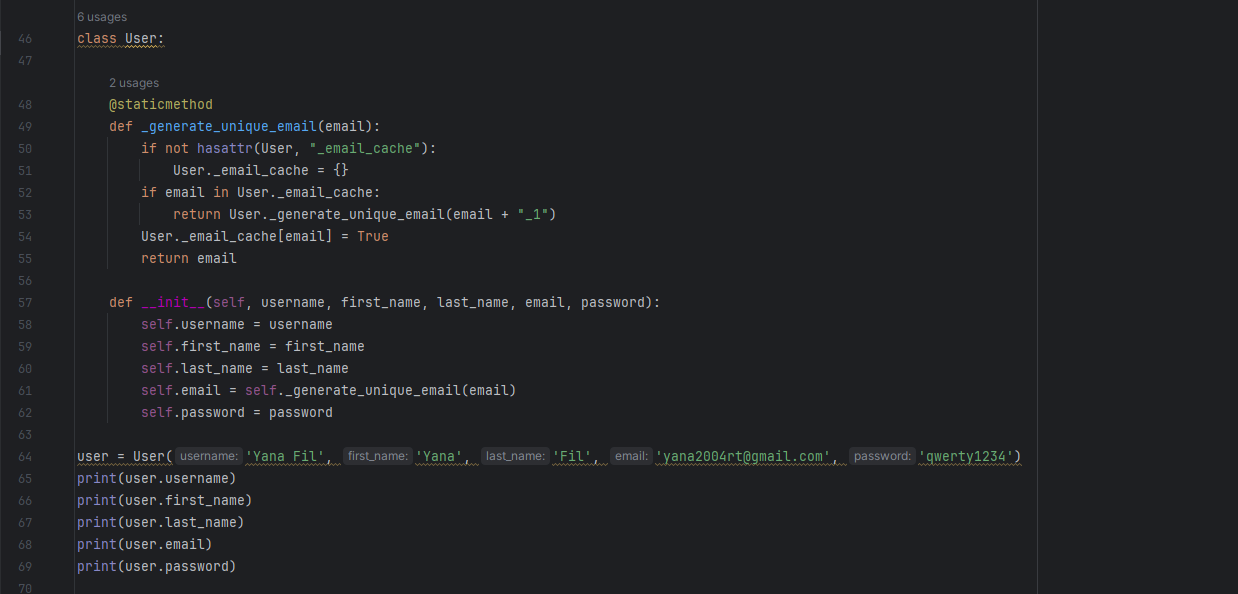 6 usages
46 class User:
47
2 usages
48 @staticmethod
49 def _generate_unique_email(email):
50 if not hasattr(User, "_email_cache"):
51 User._email_cache = {}
52 if email in User._email_cache:
53 return User._generate_unique_email(email + "_1")
54 User._email_cache[email] = True
55 return email
56
57 def __init__(self, username, first_name, last_name, email, password):
58 self.username = username
59 self.first_name = first_name
60 self.last_name = last_name
61 self.email = self._generate_unique_email(email)
62 self.password = password
63
64 user = User( username: 'Yana Fil', first_name: 'Yana', last_name: 'Fil', email: 'yana2004rt@gmail.com', password: 'qwerty1234')
65 print(user.username)
66 print(user.first_name)
67 print(user.last_name)
68 print(user.email)
69 print(user.password)
70